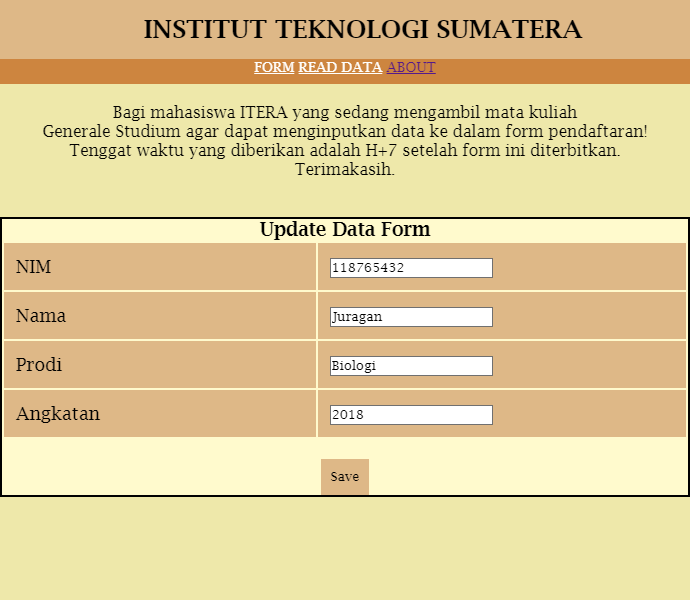 INSTITUT TEKNOLOGI SUMATERA
FORM READ DATA ABOUT
Bagi mahasiswa ITERA yang sedang mengambil mata kuliah
Generale Studium agar dapat menginputkan data ke dalam form pendaftaran!
Tenggat waktu yang diberikan adalah H+7 setelah form ini diterbitkan.
Terimakasih.
Update Data Form
NIM 118765432
Nama Juragan
Prodi Biologi
Angkatan 2018
Save